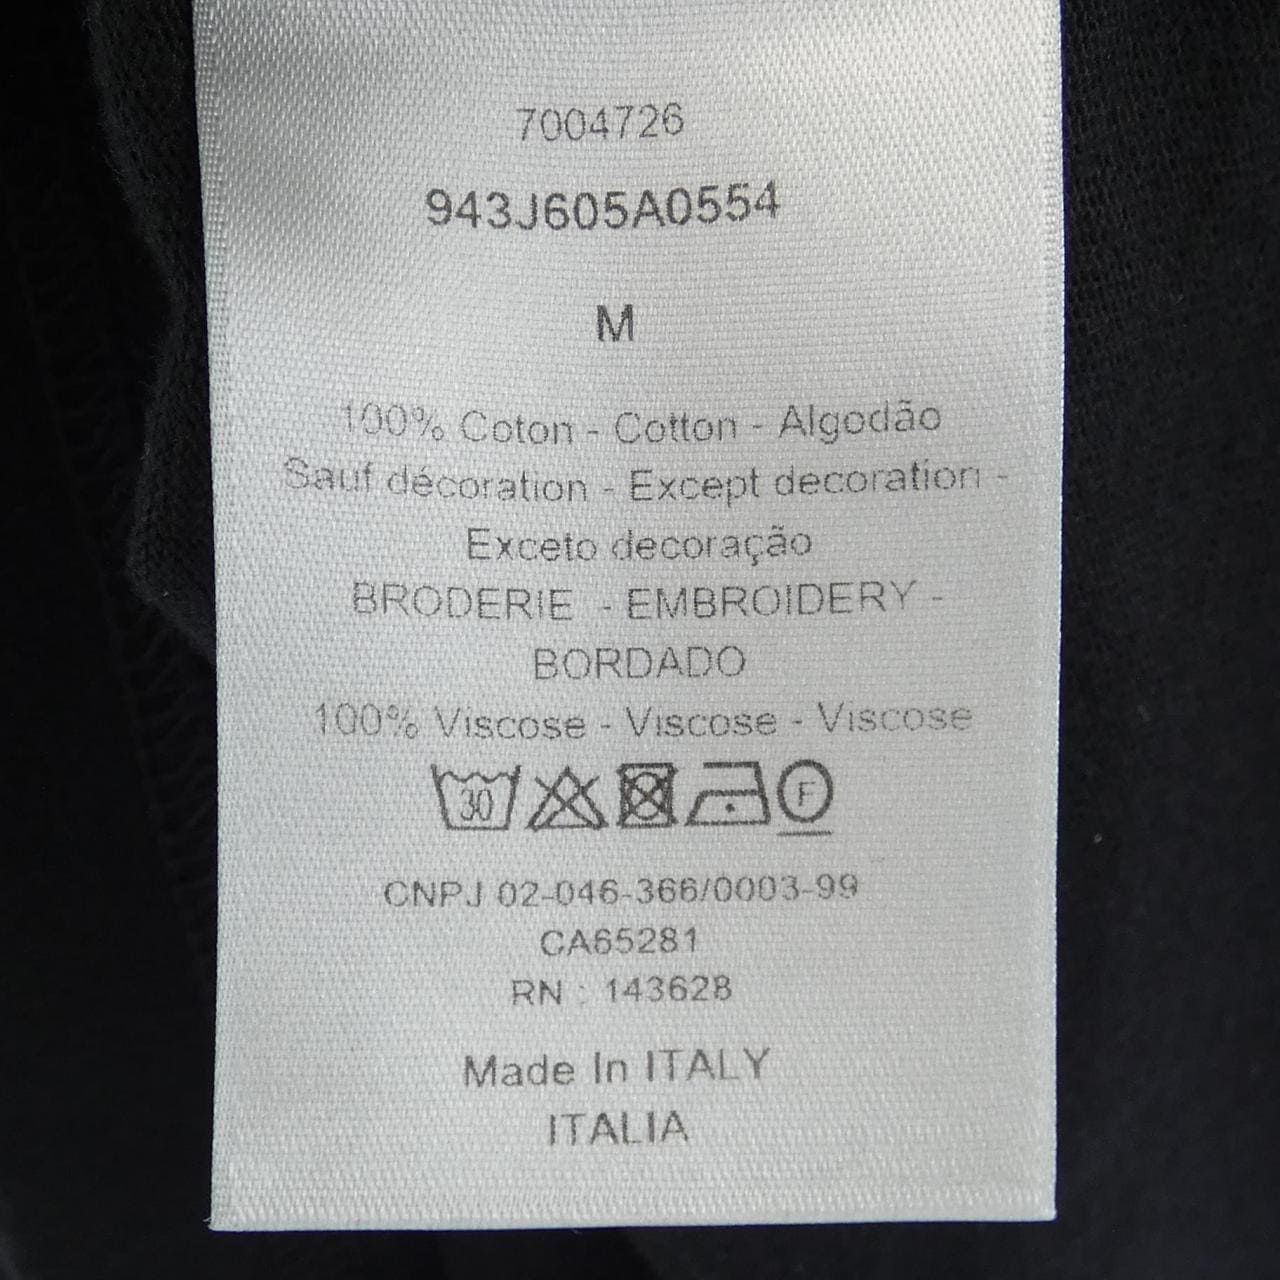 7004726
943J605A0554
M
100% Coton - Cotton - Algodão
Sauf décoration - Except decoration -
Exceto decoração
BRODERIE - EMBROIDERY -
BORDADO
100% Viscose - Viscose - Viscose
30 F
CNPJ 02-046-366/0003-99
CA65281
RN : 143628
Made In ITALY
ITALIA